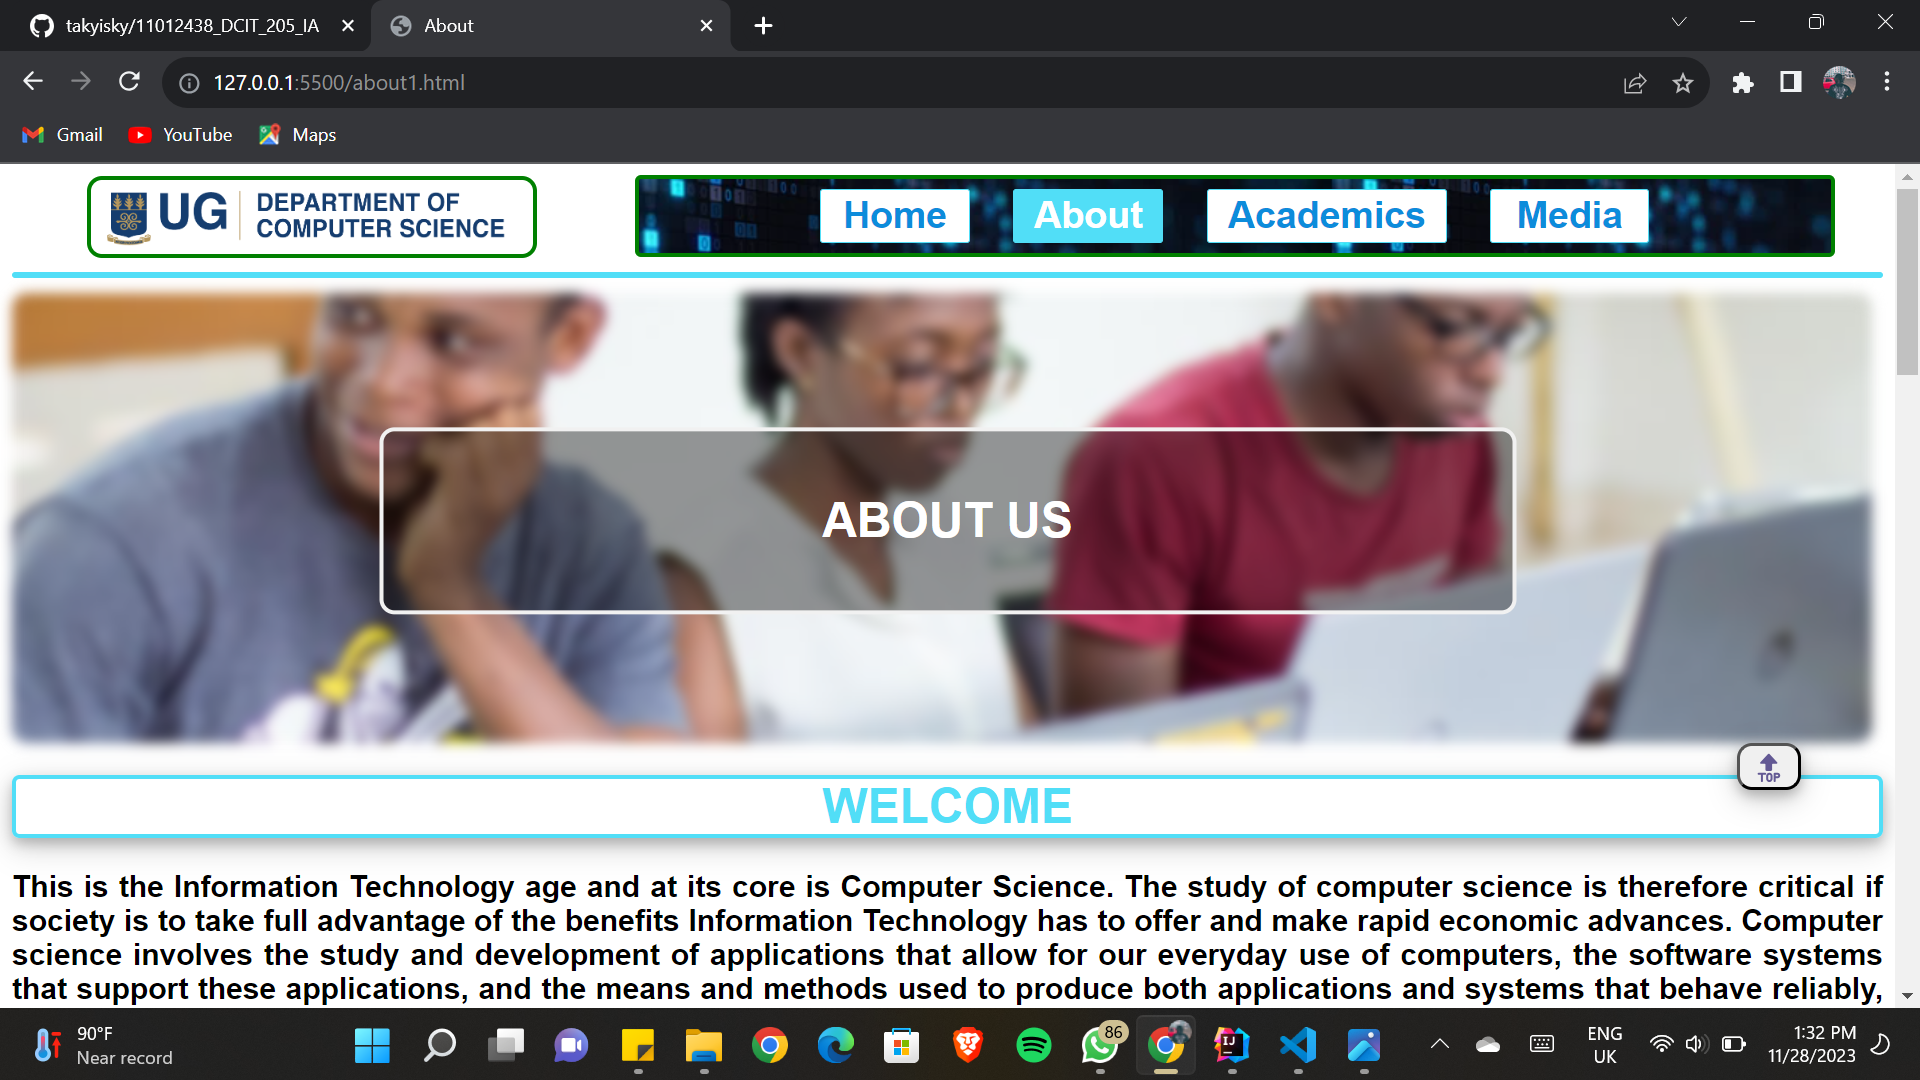 takyisky/11012438_DCIT_205_IA
About
127.0.0.1:5500/about1.html
Gmail
YouTube
Maps
UG
DEPARTMENT OF
COMPUTER SCIENCE
Home
About
Academics
Media
ABOUT US
TOP
WELCOME
This is the Information Technology age and at its core is Computer Science. The study of computer science is therefore critical if
society is to take full advantage of the benefits Information Technology has to offer and make rapid economic advances. Computer
science involves the study and development of applications that allow for our everyday use of computers, the software systems
that support these applications, and the means and methods used to produce both applications and systems that behave reliably,
90°F
Near record
86
IJ
ENG
UK
1:32 PM
11/28/2023